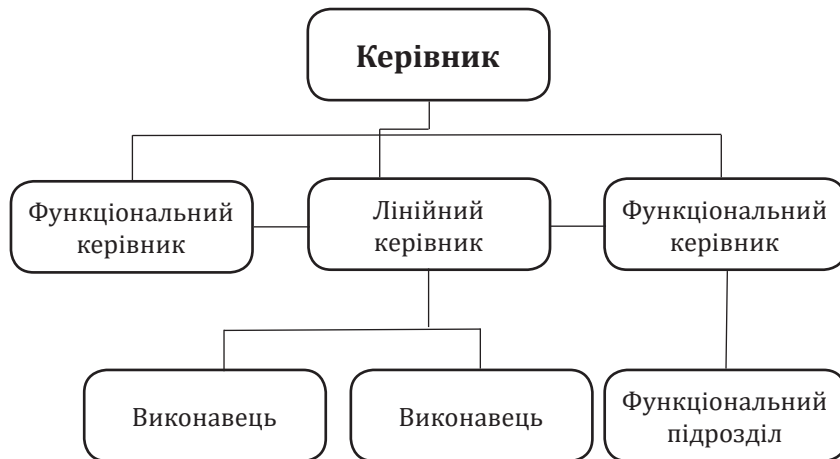 Керівник
Функціональний
керівник
Лінійний
керівник
Функціональний
керівник
Виконавець
Виконавець
Функціональний
підрозділ